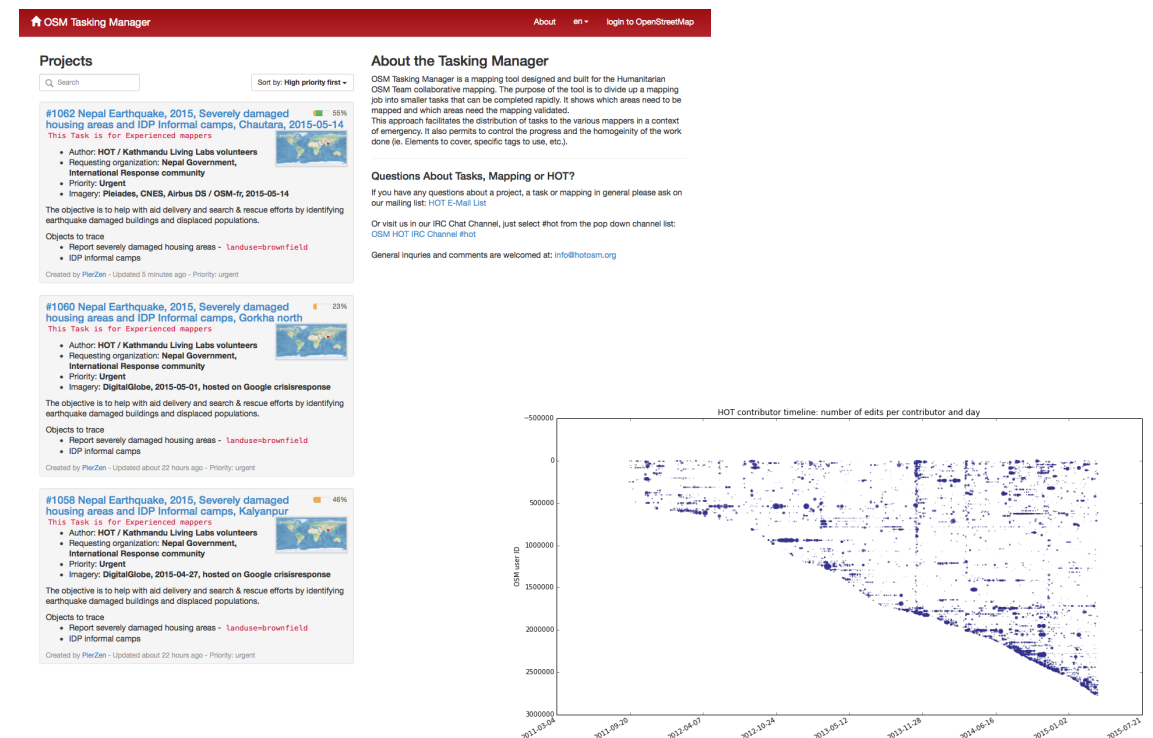 OSM Tasking Manager
About en login to OpenStreetMap
Projects
Search
Sort by: High priority first
#1062 Nepal Earthquake, 2015, Severely damaged
housing areas and IDP Informal camps, Chautara, 2015-05-14
55%
This Task is for Experienced mappers
Author: HOT / Kathmandu Living Labs volunteers
Requesting organization: Nepal Government,
International Response community
Priority: Urgent
Imagery: Pleiades, CNES, Airbus DS / OSM-fr, 2015-05-14
The objective is to help with aid delivery and search & rescue efforts by identifying
earthquake damaged buildings and displaced populations.
Objects to trace
Report severely damaged housing areas - landuse=brownfield
IDP informal camps
Created by PierZen - Updated 5 minutes ago - Priority: urgent
#1060 Nepal Earthquake, 2015, Severely damaged
housing areas and IDP Informal camps, Gorkha north
23%
This Task is for Experienced mappers
Author: HOT / Kathmandu Living Labs volunteers
Requesting organization: Nepal Government,
International Response community
Priority: Urgent
Imagery: DigitalGlobe, 2015-05-01, hosted on Google crisisresponse
The objective is to help with aid delivery and search & rescue efforts by identifying
earthquake damaged buildings and displaced populations.
Objects to trace
Report severely damaged housing areas - landuse=brownfield
IDP informal camps
Created by PierZen - Updated about 22 hours ago - Priority: urgent
#1058 Nepal Earthquake, 2015, Severely damaged
housing areas and IDP Informal camps, Kalyanpur
46%
This Task is for Experienced mappers
Author: HOT / Kathmandu Living Labs volunteers
Requesting organization: Nepal Government,
International Response community
Priority: Urgent
Imagery: DigitalGlobe, 2015-04-27, hosted on Google crisisresponse
The objective is to help with aid delivery and search & rescue efforts by identifying
earthquake damaged buildings and displaced populations.
Objects to trace
Report severely damaged housing areas - landuse=brownfield
IDP informal camps
Created by PierZen - Updated about 22 hours ago - Priority: urgent
About the Tasking Manager
OSM Tasking Manager is a mapping tool designed and built for the Humanitarian
OSM Team collaborative mapping. The purpose of the tool is to divide up a mapping
job into smaller tasks that can be completed rapidly. It shows which areas need to be
mapped and which areas need the mapping validated.
This approach facilitates the distribution of tasks to the various mappers in a context
of emergency. It also permits to control the progress and the homogeinity of the work
done (ie. Elements to cover, specific tags to use, etc.).
Questions About Tasks, Mapping or HOT?
If you have any questions about a project, a task or mapping in general please ask on
our mailing list: HOT E-Mail List
Or visit us in our IRC Chat Channel, just select #hot from the pop down channel list:
OSM HOT IRC Channel #hot
General inquries and comments are welcomed at: info@hotosm.org
HOT contributor timeline: number of edits per contributor and day
OSM user ID
−500000
0
500000
1000000
1500000
2000000
2500000
3000000
2011-03-04
2011-09-20
2012-04-07
2012-10-24
2013-05-12
2013-11-28
2014-06-16
2015-01-02
2015-07-21